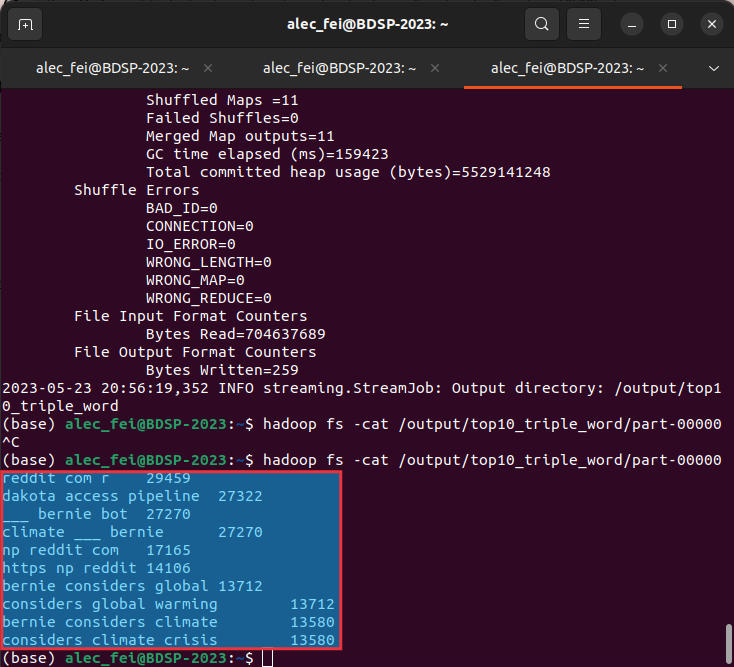 alec_fei@BDSP-2023: ~
alec_fei@BDSP-2023: ~
alec_fei@BDSP-2023: ~
alec_fei@BDSP-2023: ~
Shuffled Maps =11
Failed Shuffles=0
Merged Map outputs=11
GC time elapsed (ms)=159423
Total committed heap usage (bytes)=5529141248
Shuffle Errors
BAD_ID=0
CONNECTION=0
IO_ERROR=0
WRONG_LENGTH=0
WRONG_MAP=0
WRONG_REDUCE=0
File Input Format Counters
Bytes Read=704637689
File Output Format Counters
Bytes Written=259
2023-05-23 20:56:19,352 INFO streaming.StreamJob: Output directory: /output/top1
0_triple_word
(base) alec_fei@BDSP-2023:~$ hadoop fs -cat /output/top10_triple_word/part-00000
^C
(base) alec_fei@BDSP-2023:~$ hadoop fs -cat /output/top10_triple_word/part-00000
reddit com r 29459
dakota access pipeline 27322
___ bernie bot 27270
climate ___ bernie 27270
np reddit com 17165
https np reddit 14106
bernie considers global 13712
considers global warming 13712
bernie considers climate 13580
considers climate crisis 13580
(base) alec_fei@BDSP-2023:~$